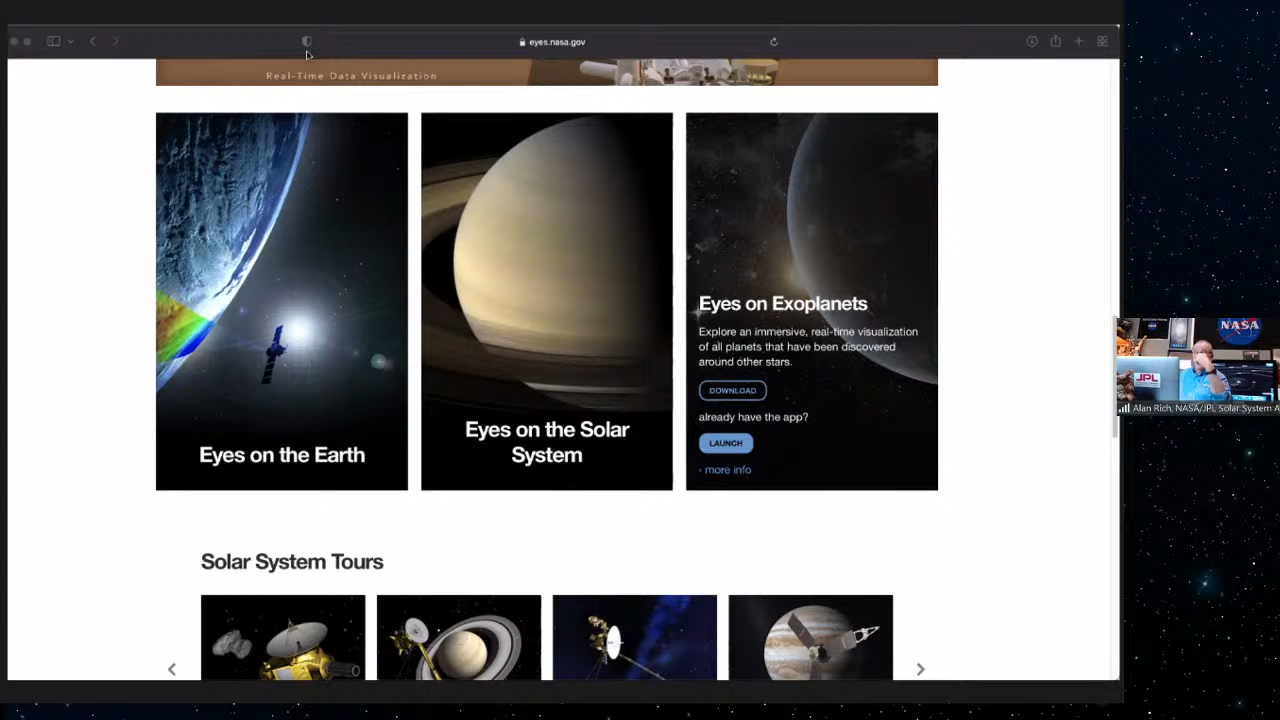 eyes.nasa.gov
Real-Time Data Visualization
Eyes on the Earth
Eyes on the Solar
System
Eyes on Exoplanets
Explore an immersive, real-time visualization
of all planets that have been discovered
around other stars.
DOWNLOAD
already have the app?
LAUNCH
› more info
Solar System Tours
NASA
JPL
Alan Rich, NASA/JPL Solar System A